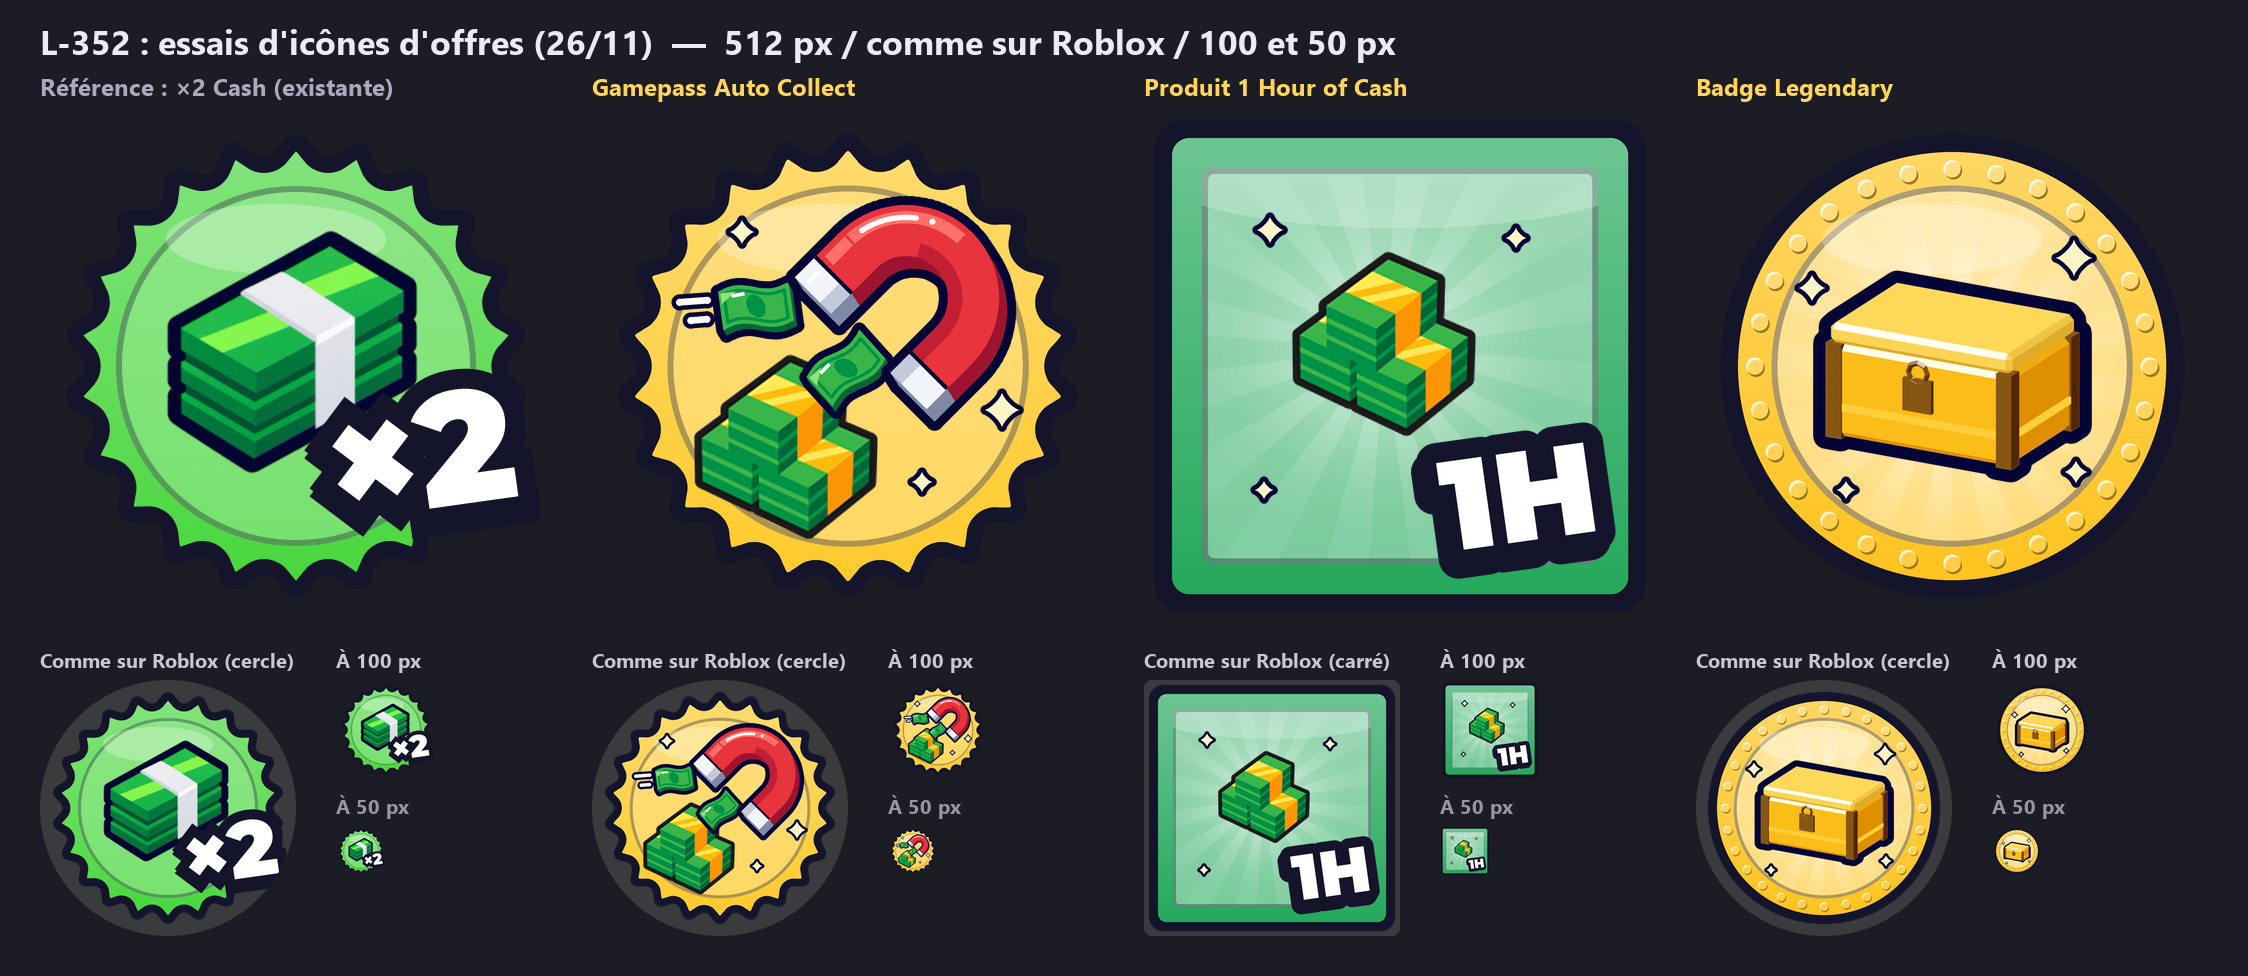 L-352 : essais d'icônes d'offres (26/11) — 512 px / comme sur Roblox / 100 et 50 px
Référence : ×2 Cash (existante)
Gamepass Auto Collect
Produit 1 Hour of Cash
Badge Legendary
×2
1H
Comme sur Roblox (cercle)
À 100 px
Comme sur Roblox (cercle)
À 100 px
Comme sur Roblox (carré)
À 100 px
Comme sur Roblox (cercle)
À 100 px
×2
1H
À 50 px
À 50 px
À 50 px
À 50 px
×2
1H
×2
1H